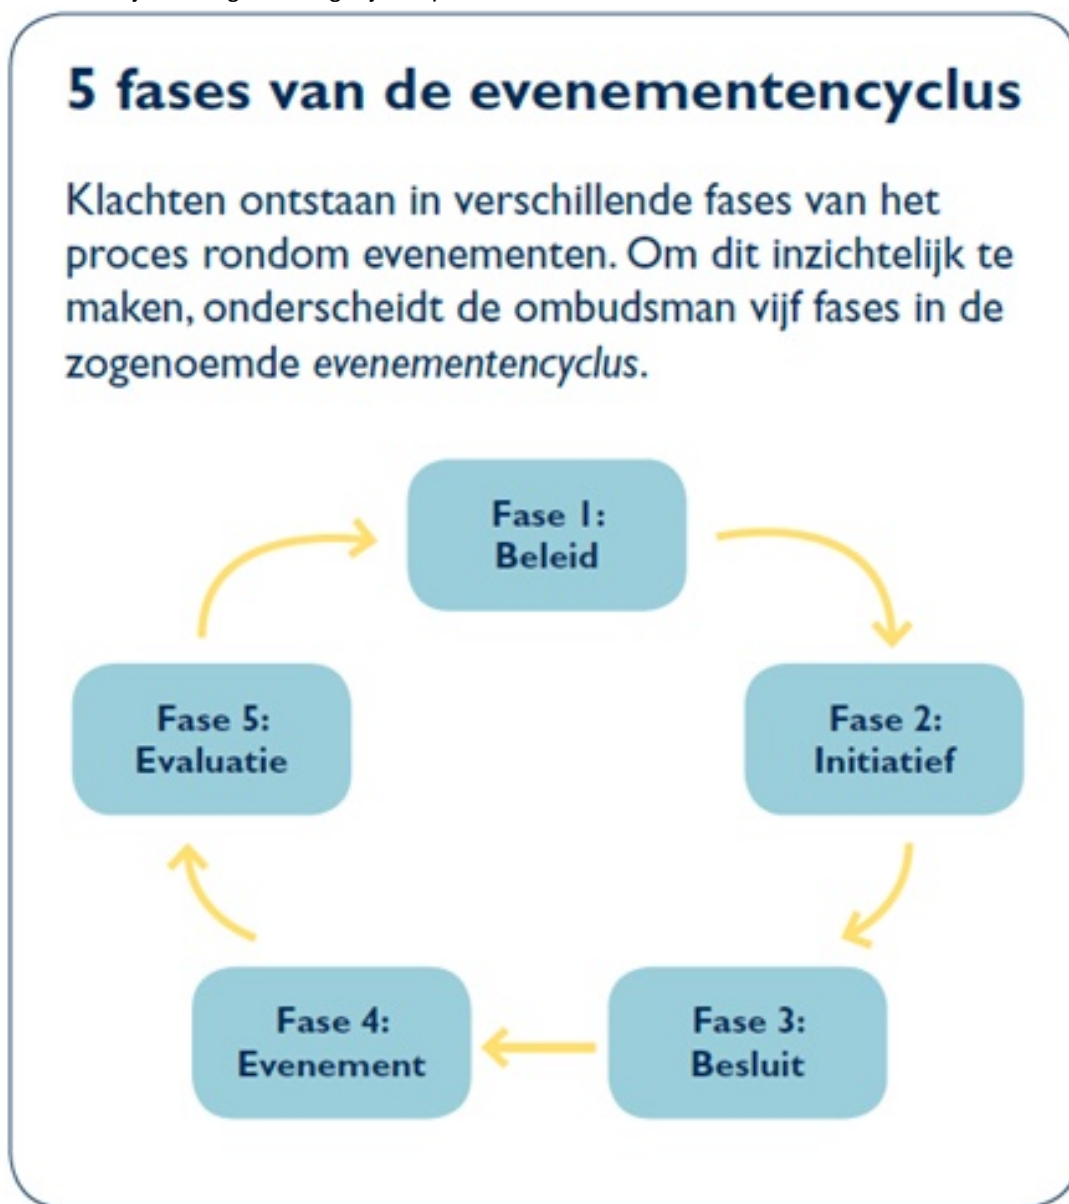 5 fases van de evenementencyclus
Klachten ontstaan in verschillende fases van het
proces rondom evenementen. Om dit inzichtelijk te
maken, onderscheidt de ombudsman vijf fases in de
zogenoemde evenementencyclus.
Fase 1:
Beleid
Fase 2:
Initiatief
Fase 3:
Besluit
Fase 4:
Evenement
Fase 5:
Evaluatie